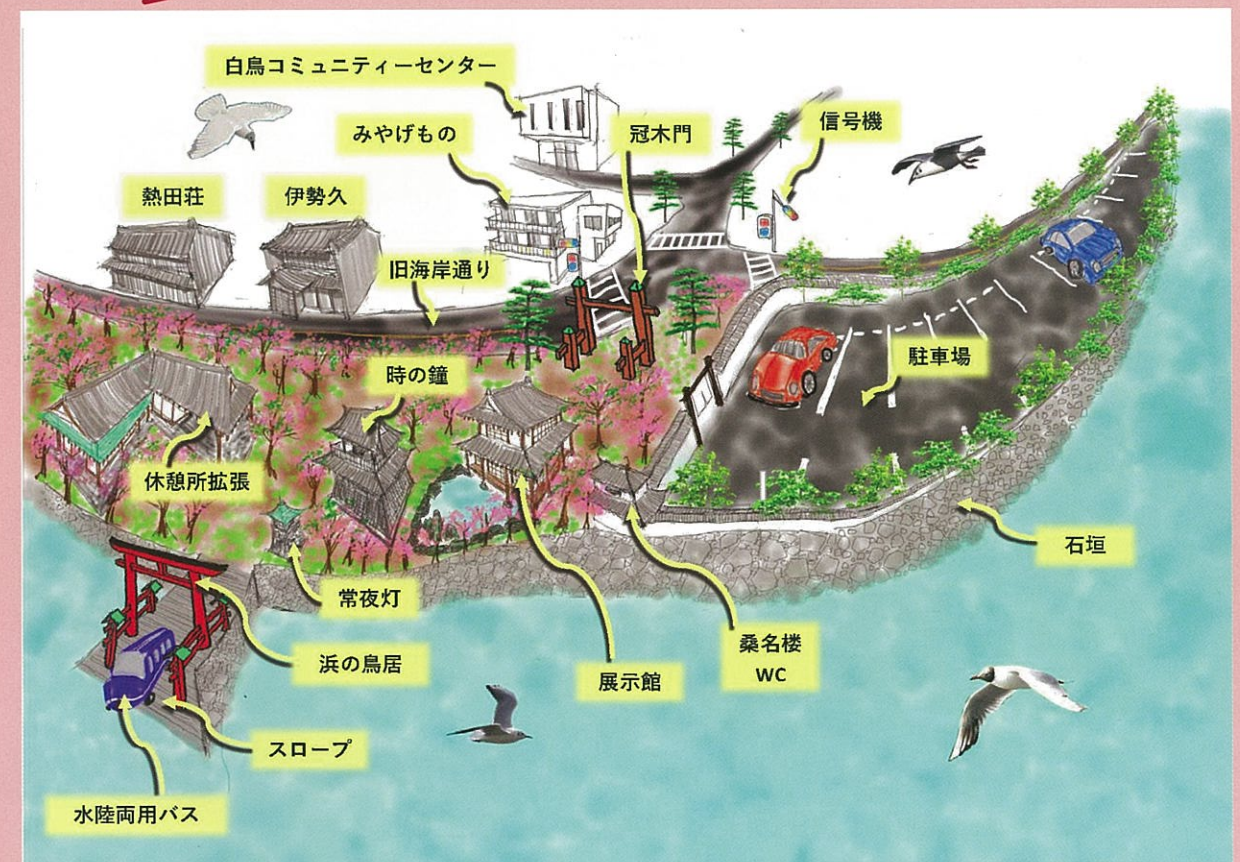 白鳥コミュニティーセンター
みやげもの
冠木門
信号機
熱田荘
伊勢久
旧海岸通り
時の鐘
駐車場
休憩所拡張
石垣
常夜灯
浜の鳥居
展示館
桑名楼
WC
スロープ
水陸両用バス